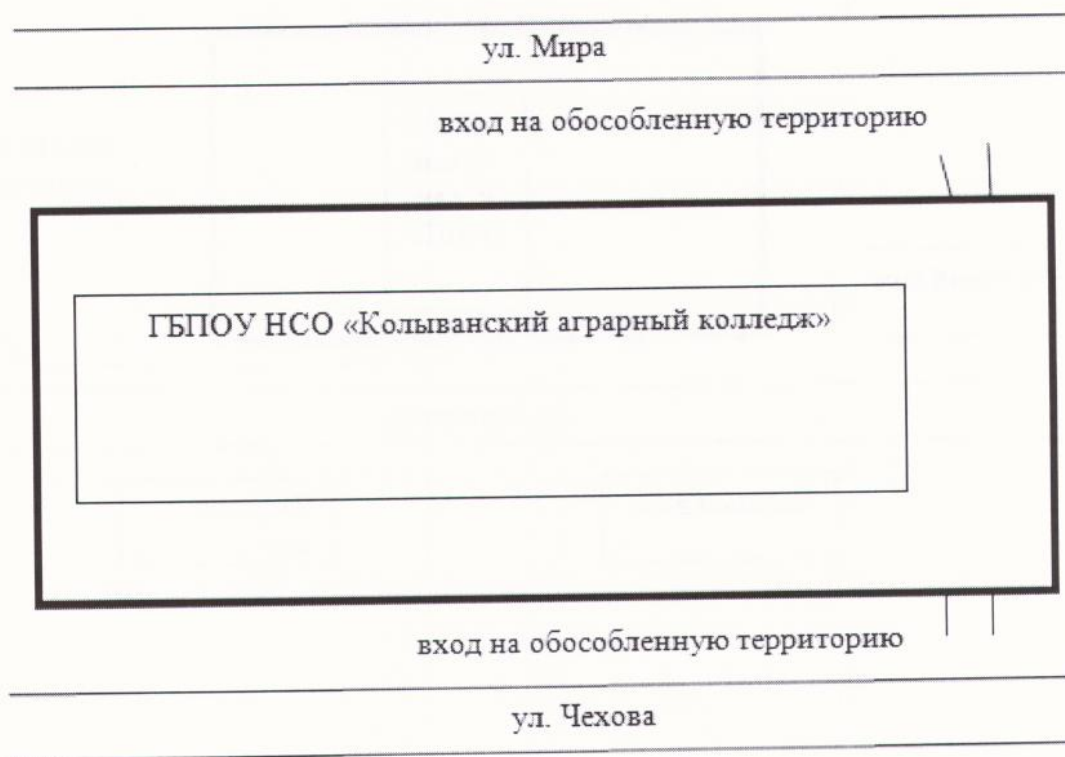 ул. Мира
вход на обособленную территорию
ГБПОУ НСО «Колыванский аграрный колледж»
вход на обособленную территорию
ул. Чехова